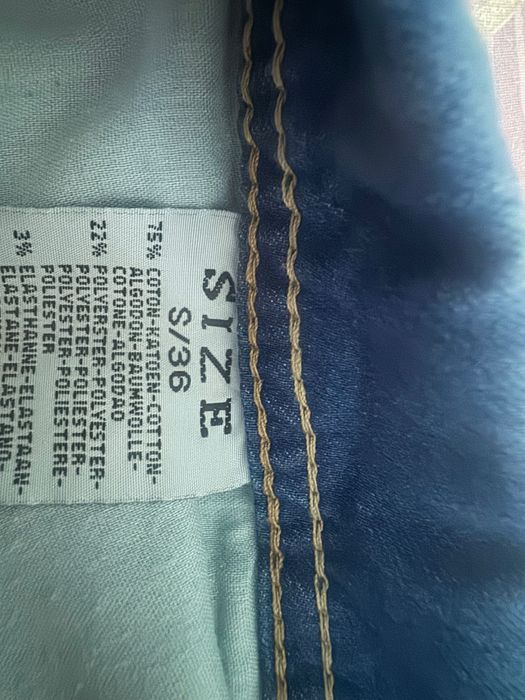 SIZE
S/36
75% COTON-KATOEN-COTTON-
ALGODON-BAUMWOLLE-
COTONE-ALGODAO
22% POLYESTER-POLYESTER-
POLYESTER-POLIESTERE-
POLYESTER-POLIESTER-
POLIESTER
3% ELASTHANNE-ELASTAAN-
ELASTANE-ELASTANO-